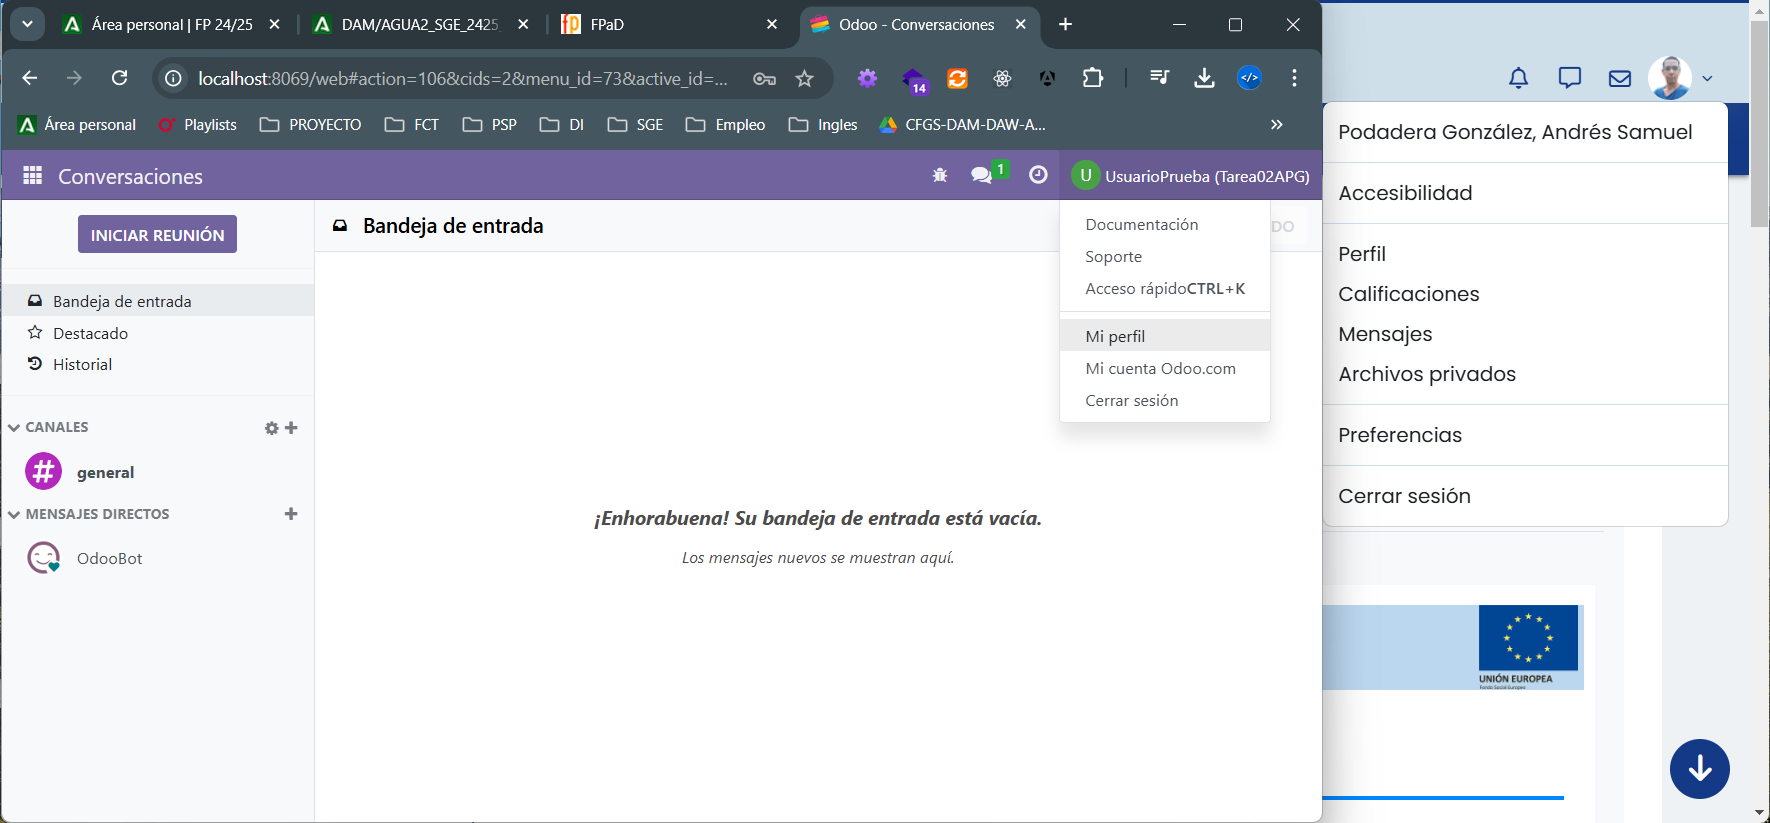 Área personal | FP 24/25
DAM/AGUA2_SGE_2425
FPaD
Odoo - Conversaciones
localhost:8069/web#action=106&cids=2&menu_id=73&active_id=...
14
Área personal
Playlists
PROYECTO
FCT
PSP
DI
SGE
Empleo
Ingles
CFGS-DAM-DAW-A...
Conversaciones
1
U UsuarioPrueba (Tarea02APG)
INICIAR REUNIÓN
Bandeja de entrada
Destacado
Historial
CANALES
general
MENSAJES DIRECTOS
OdooBot
Bandeja de entrada
DO
Documentación
Soporte
Acceso rápidoCTRL+K
Mi perfil
Mi cuenta Odoo.com
Cerrar sesión
¡Enhorabuena! Su bandeja de entrada está vacía.
Los mensajes nuevos se muestran aquí.
Podadera González, Andrés Samuel
Accesibilidad
Perfil
Calificaciones
Mensajes
Archivos privados
Preferencias
Cerrar sesión
UNIÓN EUROPEA
Fondo Social Europeo